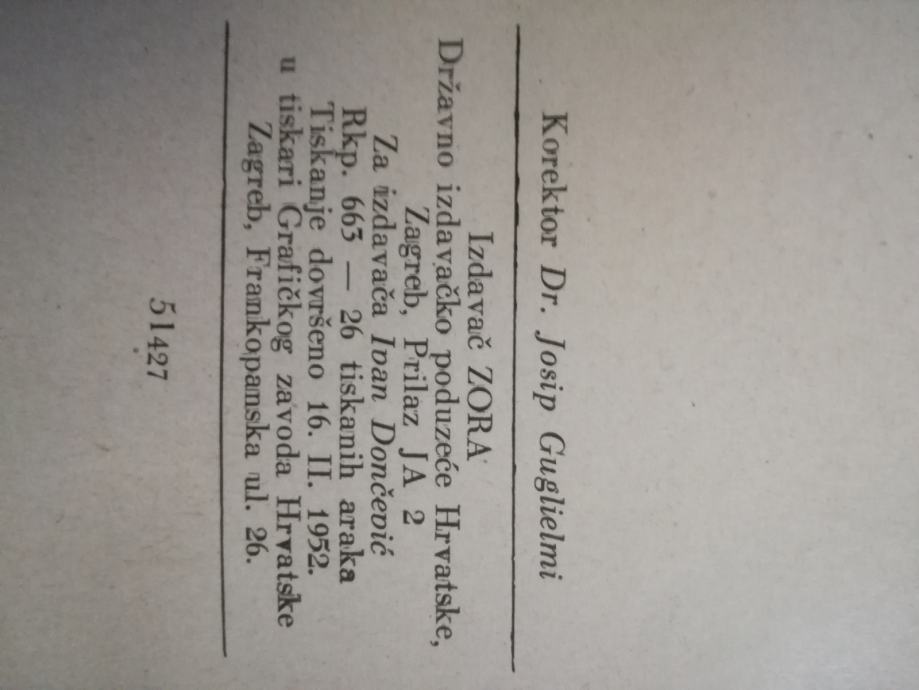 Korektor Dr. Josip Guglielmi
Izdavač ZORA
Državno izdavačko poduzeće Hrvatske,
Zagreb, Prilaz JA 2
Za izdavača Ivan Dončević
Rkp. 663 — 26 tiskanih araka
Tiskanje dovršeno 16. II. 1952.
u tiskari Grafičkog zavoda Hrvatske
Zagreb, Frankopanska ul. 26.
51427